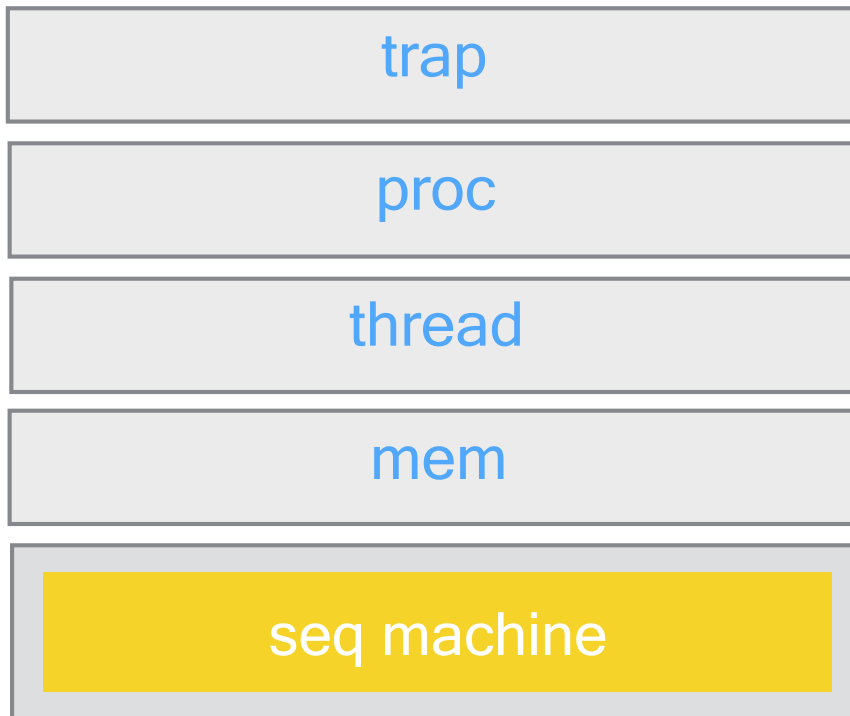 trap
proc
thread
mem
seq machine